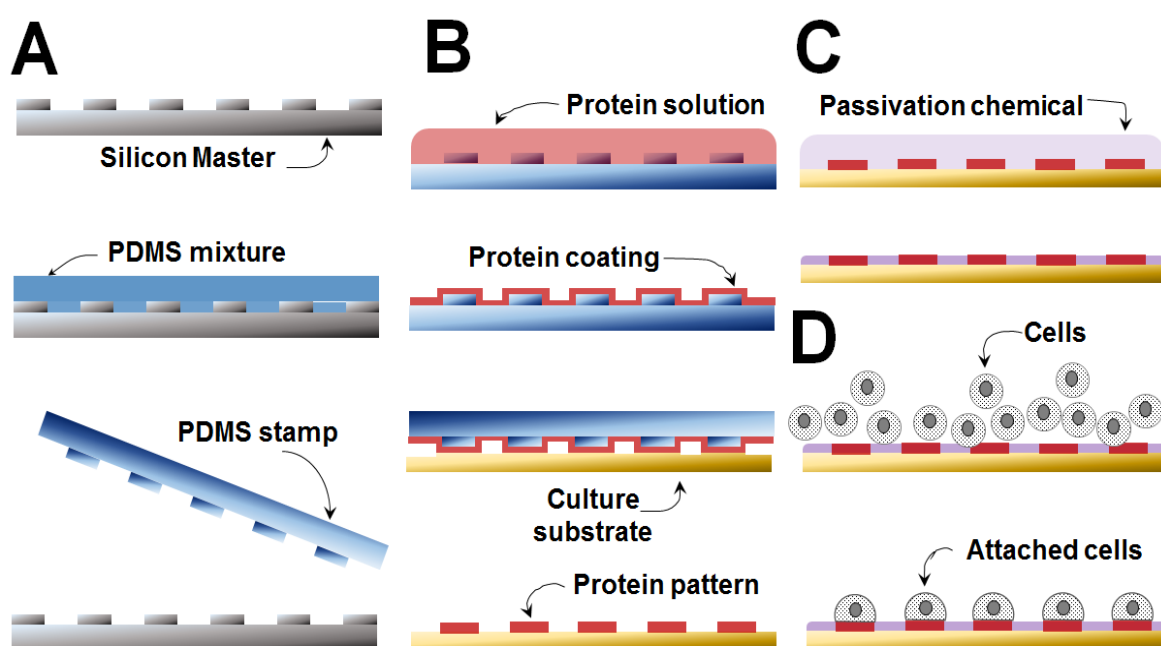 A
Silicon Master
PDMS mixture
PDMS stamp
B
Protein solution
Protein coating
Culture
substrate
Protein pattern
C
Passivation chemical
D
Cells
Attached cells